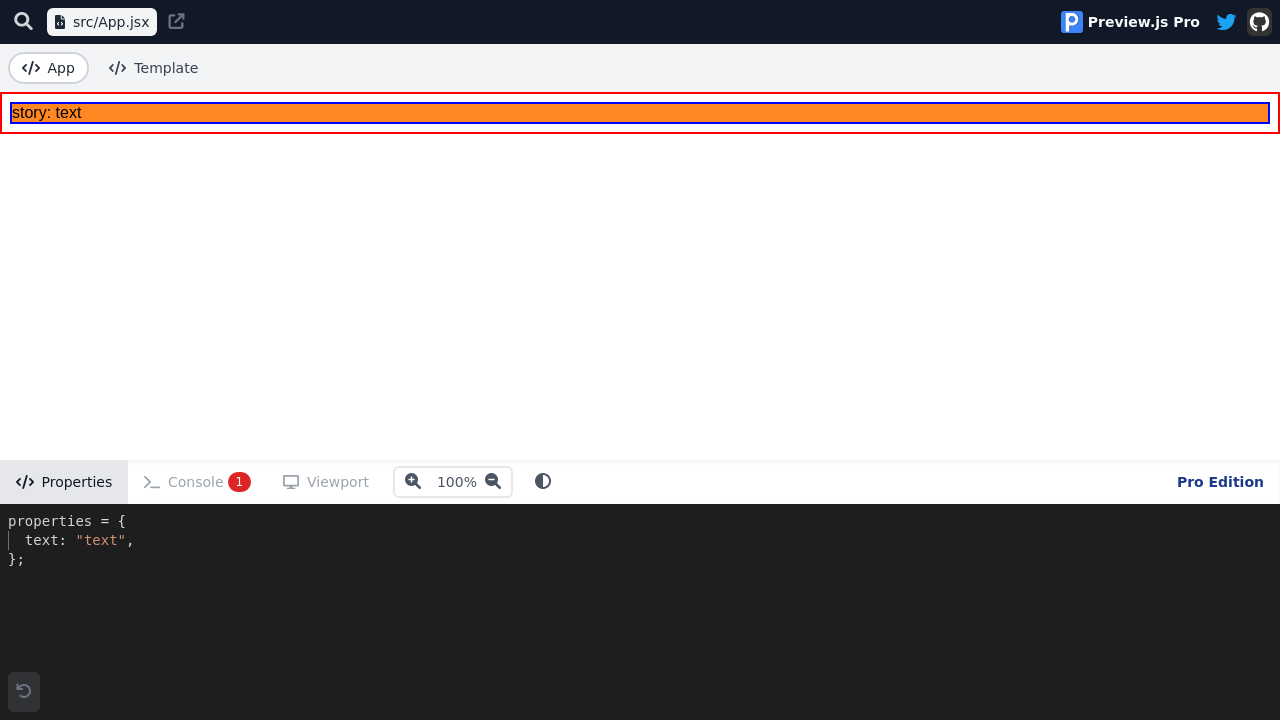 src/App.jsx
Preview.js Pro
App
Template
story: text
Properties
Console 1
Viewport
100%
Pro Edition
properties = {
  text: "text",
};